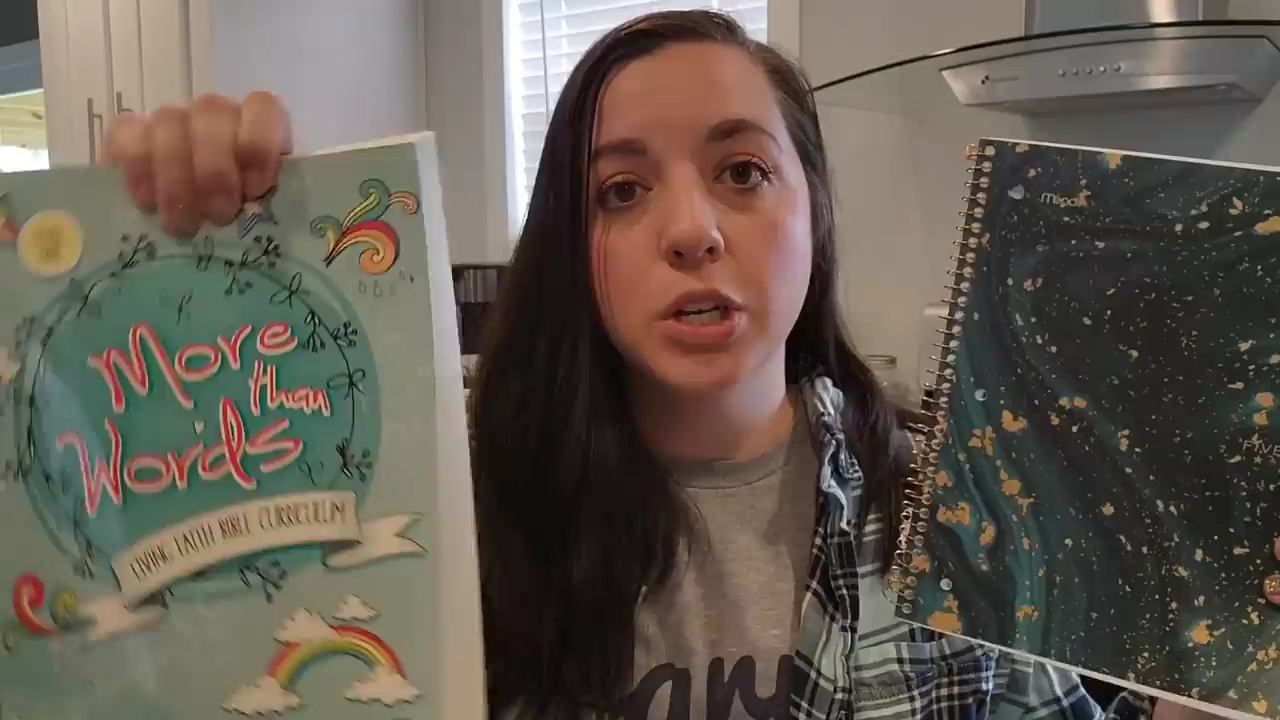 More
than
Words
LIVING FAITH BIBLE CURRICULUM
mead
FIVE